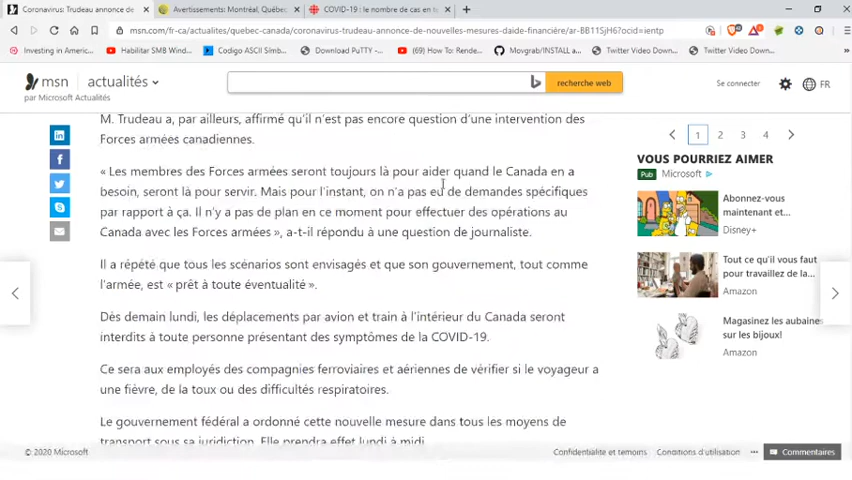 Coronavirus: Trudeau annonce de
Avertissements: Montréal, Québec
COVID-19 : le nombre de cas en
msn.com/fr-ca/actualites/quebec-canada/coronavirus-trudeau-annonce-de-nouvelles-mesures-daide-financière/ar-BB11SjH6?ocid=ientp
Investing in American... Habilitar SMB Wind... Codigo ASCII Símb... Download PuTTY -... (69) How To: Rende... Movgrab/INSTALL a... Twitter Video Down... Twitter Video Down...
msn actualités
par Microsoft Actualités
recherche web
Se connecter
FR
M. Trudeau a, par ailleurs, affirmé qu'il n'est pas encore question d'une intervention des
Forces armées canadiennes.
« Les membres des Forces armées seront toujours là pour aider quand le Canada en a
besoin, seront là pour servir. Mais pour l'instant, on n'a pas eu de demandes spécifiques
par rapport à ça. Il n'y a pas de plan en ce moment pour effectuer des opérations au
Canada avec les Forces armées », a-t-il répondu à une question de journaliste.
Il a répété que tous les scénarios sont envisagés et que son gouvernement, tout comme
l'armée, est « prêt à toute éventualité ».
Dès demain lundi, les déplacements par avion et train à l'intérieur du Canada seront
interdits à toute personne présentant des symptômes de la COVID-19.
Ce sera aux employés des compagnies ferroviaires et aériennes de vérifier si le voyageur a
une fièvre, de la toux ou des difficultés respiratoires.
Le gouvernement fédéral a ordonné cette nouvelle mesure dans tous les moyens de
transport sous sa juridiction. Elle prendra effet lundi à midi.
1 2 3 4
VOUS POURRIEZ AIMER
Pub Microsoft
Abonnez-vous
maintenant et...
Disney+
Tout ce qu'il vous faut
pour travaillez de la...
Amazon
Magasinez les aubaines
sur les bijoux!
Amazon
© 2020 Microsoft
Confidentialité et témoins
Conditions d'utilisation
...
Commentaires